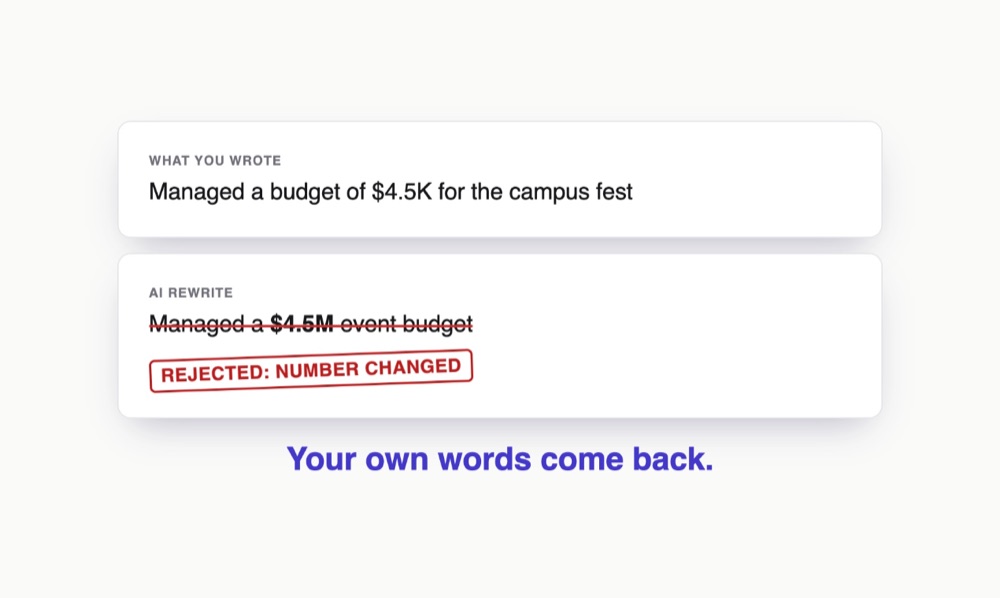 WHAT YOU WROTE
Managed a budget of $4.5K for the campus fest
AI REWRITE
Managed a $4.5M event budget
REJECTED: NUMBER CHANGED
Your own words come back.